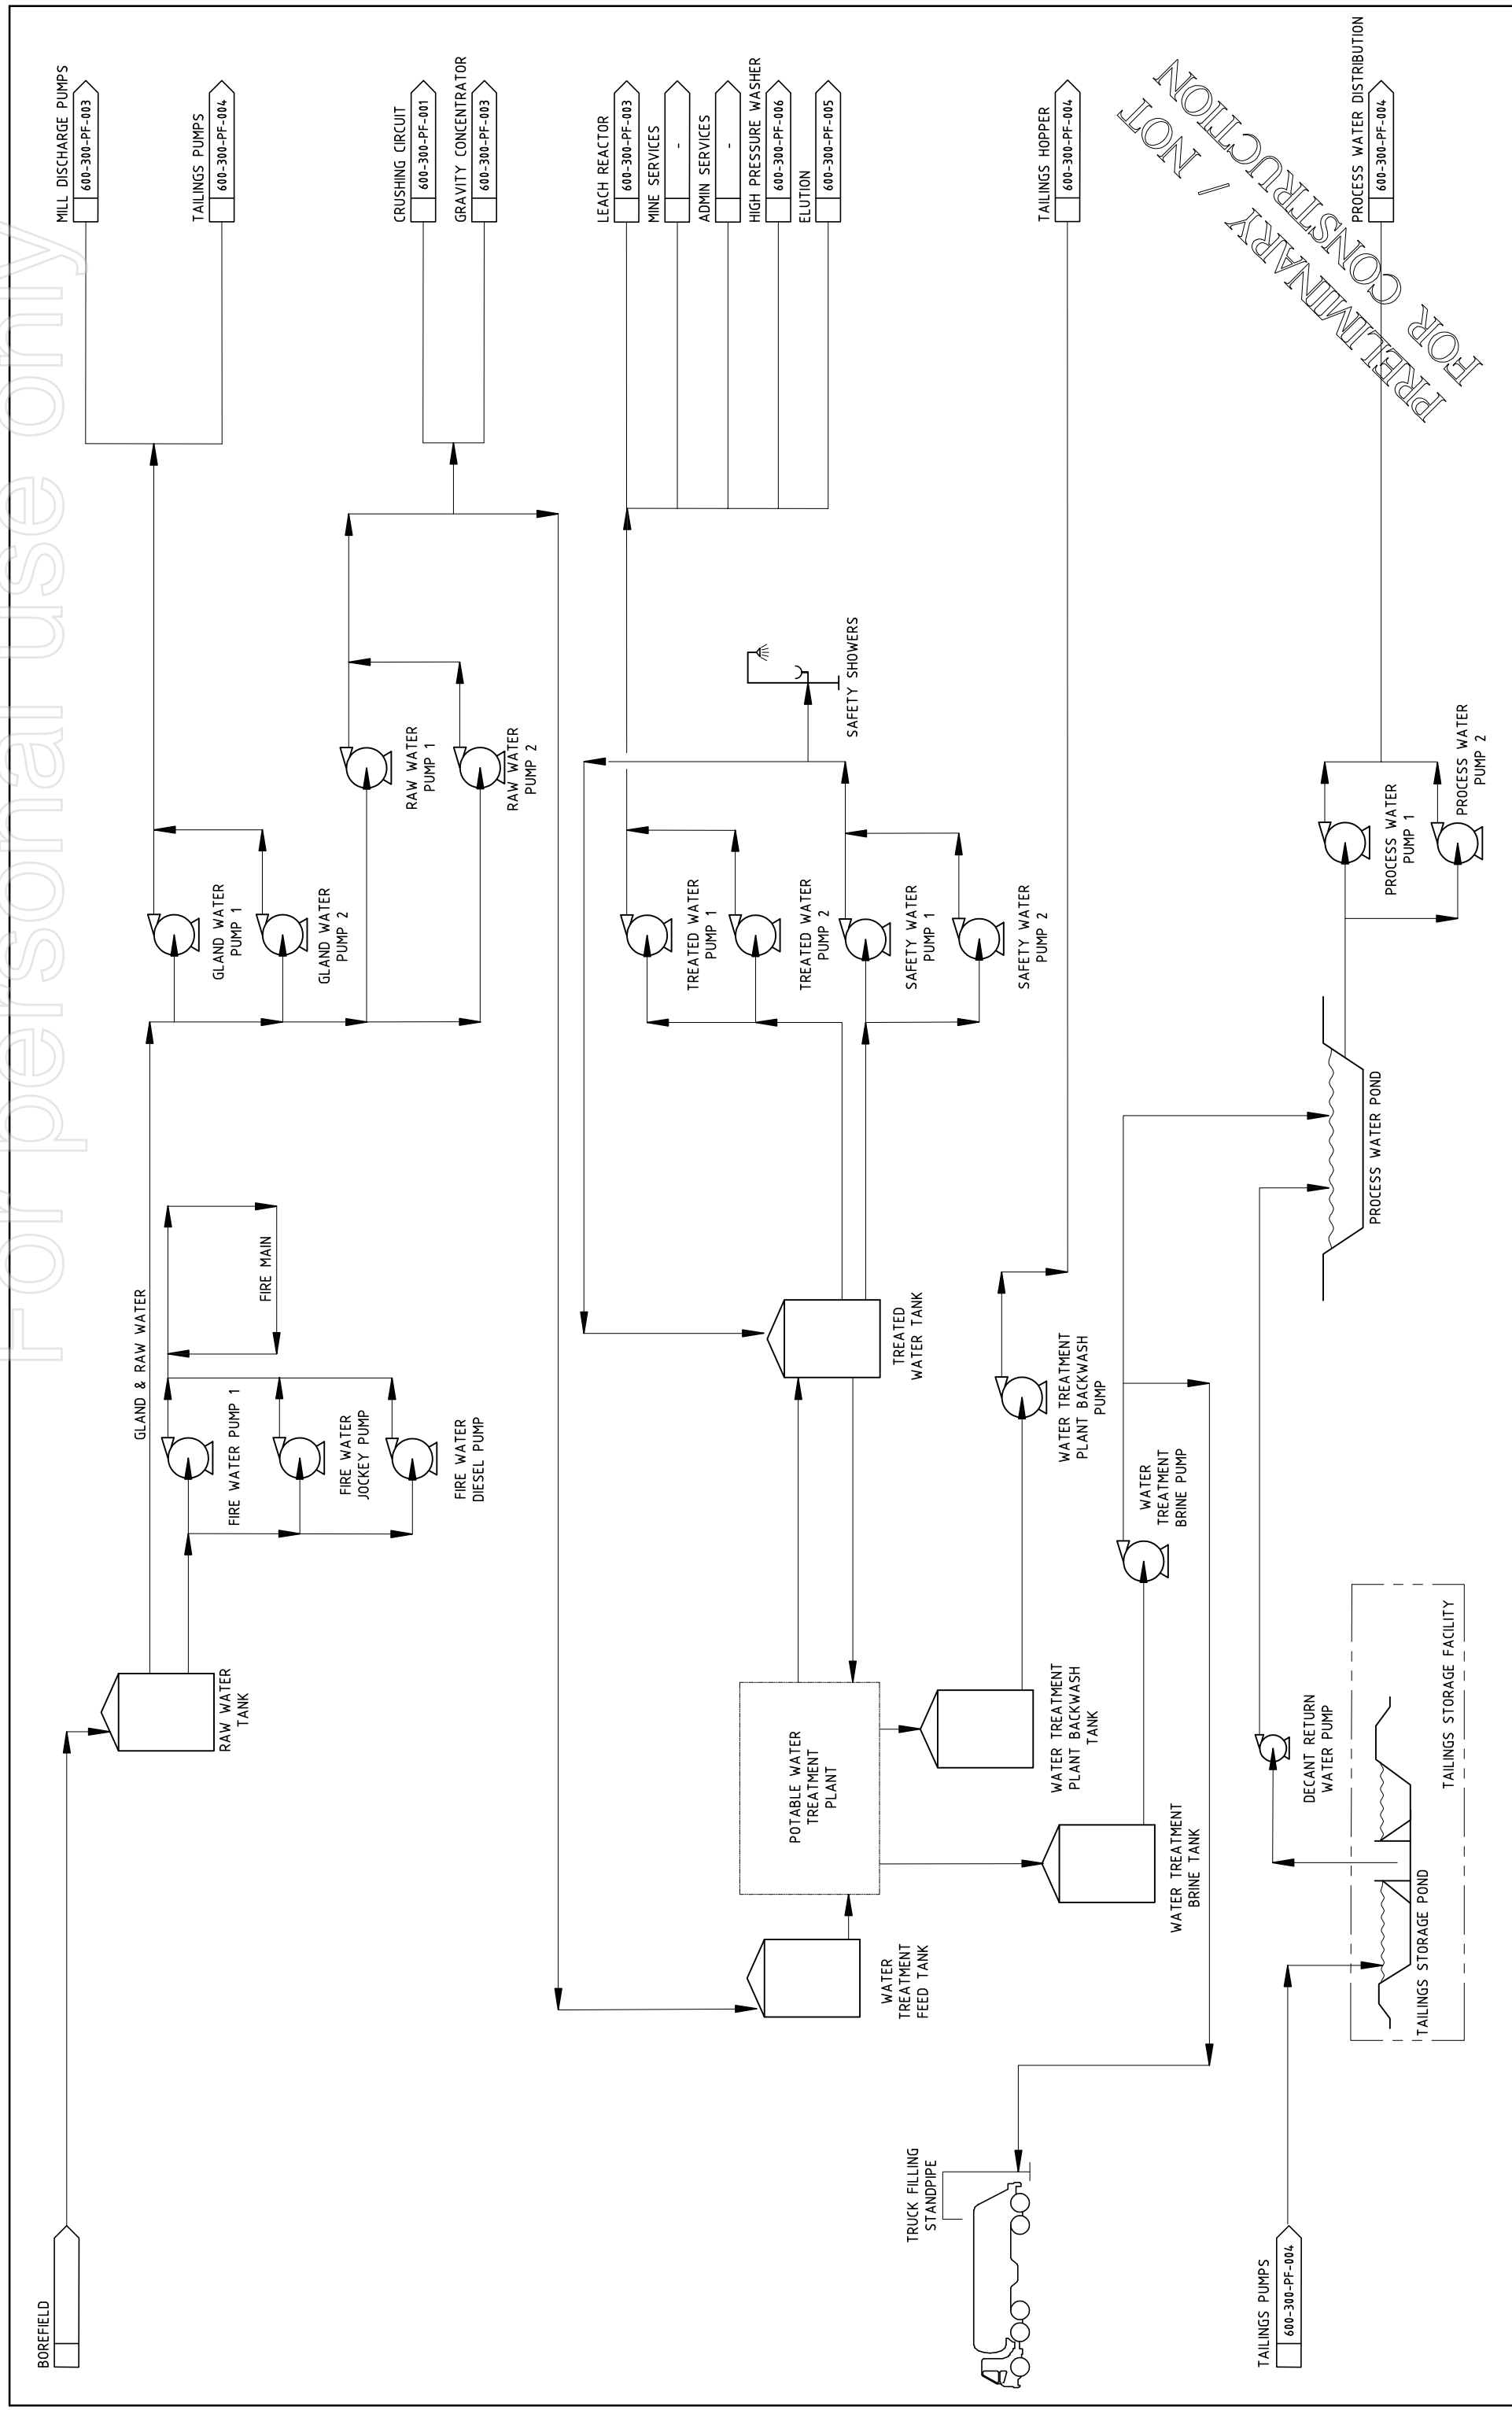 For personal use only
BOREFIELD
RAW WATER
TANK
GLAND & RAW WATER
FIRE WATER PUMP 1
FIRE WATER
JOCKEY PUMP
FIRE WATER
DIESEL PUMP
FIRE MAIN
GLAND WATER
PUMP 1
GLAND WATER
PUMP 2
RAW WATER
PUMP 1
RAW WATER
PUMP 2
MILL DISCHARGE PUMPS
600-300-PF-003
TAILINGS PUMPS
600-300-PF-004
CRUSHING CIRCUIT
600-300-PF-001
GRAVITY CONCENTRATOR
600-300-PF-003
WATER
TREATMENT
FEED TANK
POTABLE WATER
TREATMENT
PLANT
TREATED
WATER TANK
TREATED WATER
PUMP 1
TREATED WATER
PUMP 2
SAFETY WATER
PUMP 1
SAFETY WATER
PUMP 2
SAFETY SHOWERS
LEACH REACTOR
600-300-PF-003
MINE SERVICES
-
ADMIN SERVICES
-
HIGH PRESSURE WASHER
600-300-PF-006
ELUTION
600-300-PF-005
TRUCK FILLING
STANDPIPE
WATER TREATMENT
BRINE TANK
WATER TREATMENT
PLANT BACKWASH
TANK
WATER
TREATMENT
BRINE PUMP
WATER TREATMENT
PLANT BACKWASH
PUMP
TAILINGS HOPPER
600-300-PF-004
TAILINGS PUMPS
600-300-PF-004
TAILINGS STORAGE POND
TAILINGS STORAGE FACILITY
DECANT RETURN
WATER PUMP
PROCESS WATER POND
PROCESS WATER
PUMP 1
PROCESS WATER
PUMP 2
PROCESS WATER DISTRIBUTION
600-300-PF-004
PRELIMINARY / NOT
FOR CONSTRUCTION